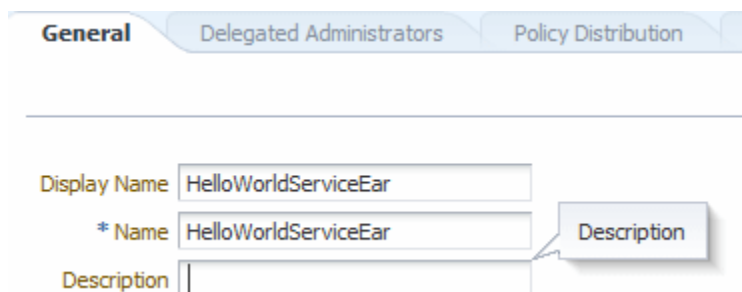 General Delegated Administrators Policy Distribution
Display Name HelloWorldServiceEar
* Name HelloWorldServiceEar
Description
Description